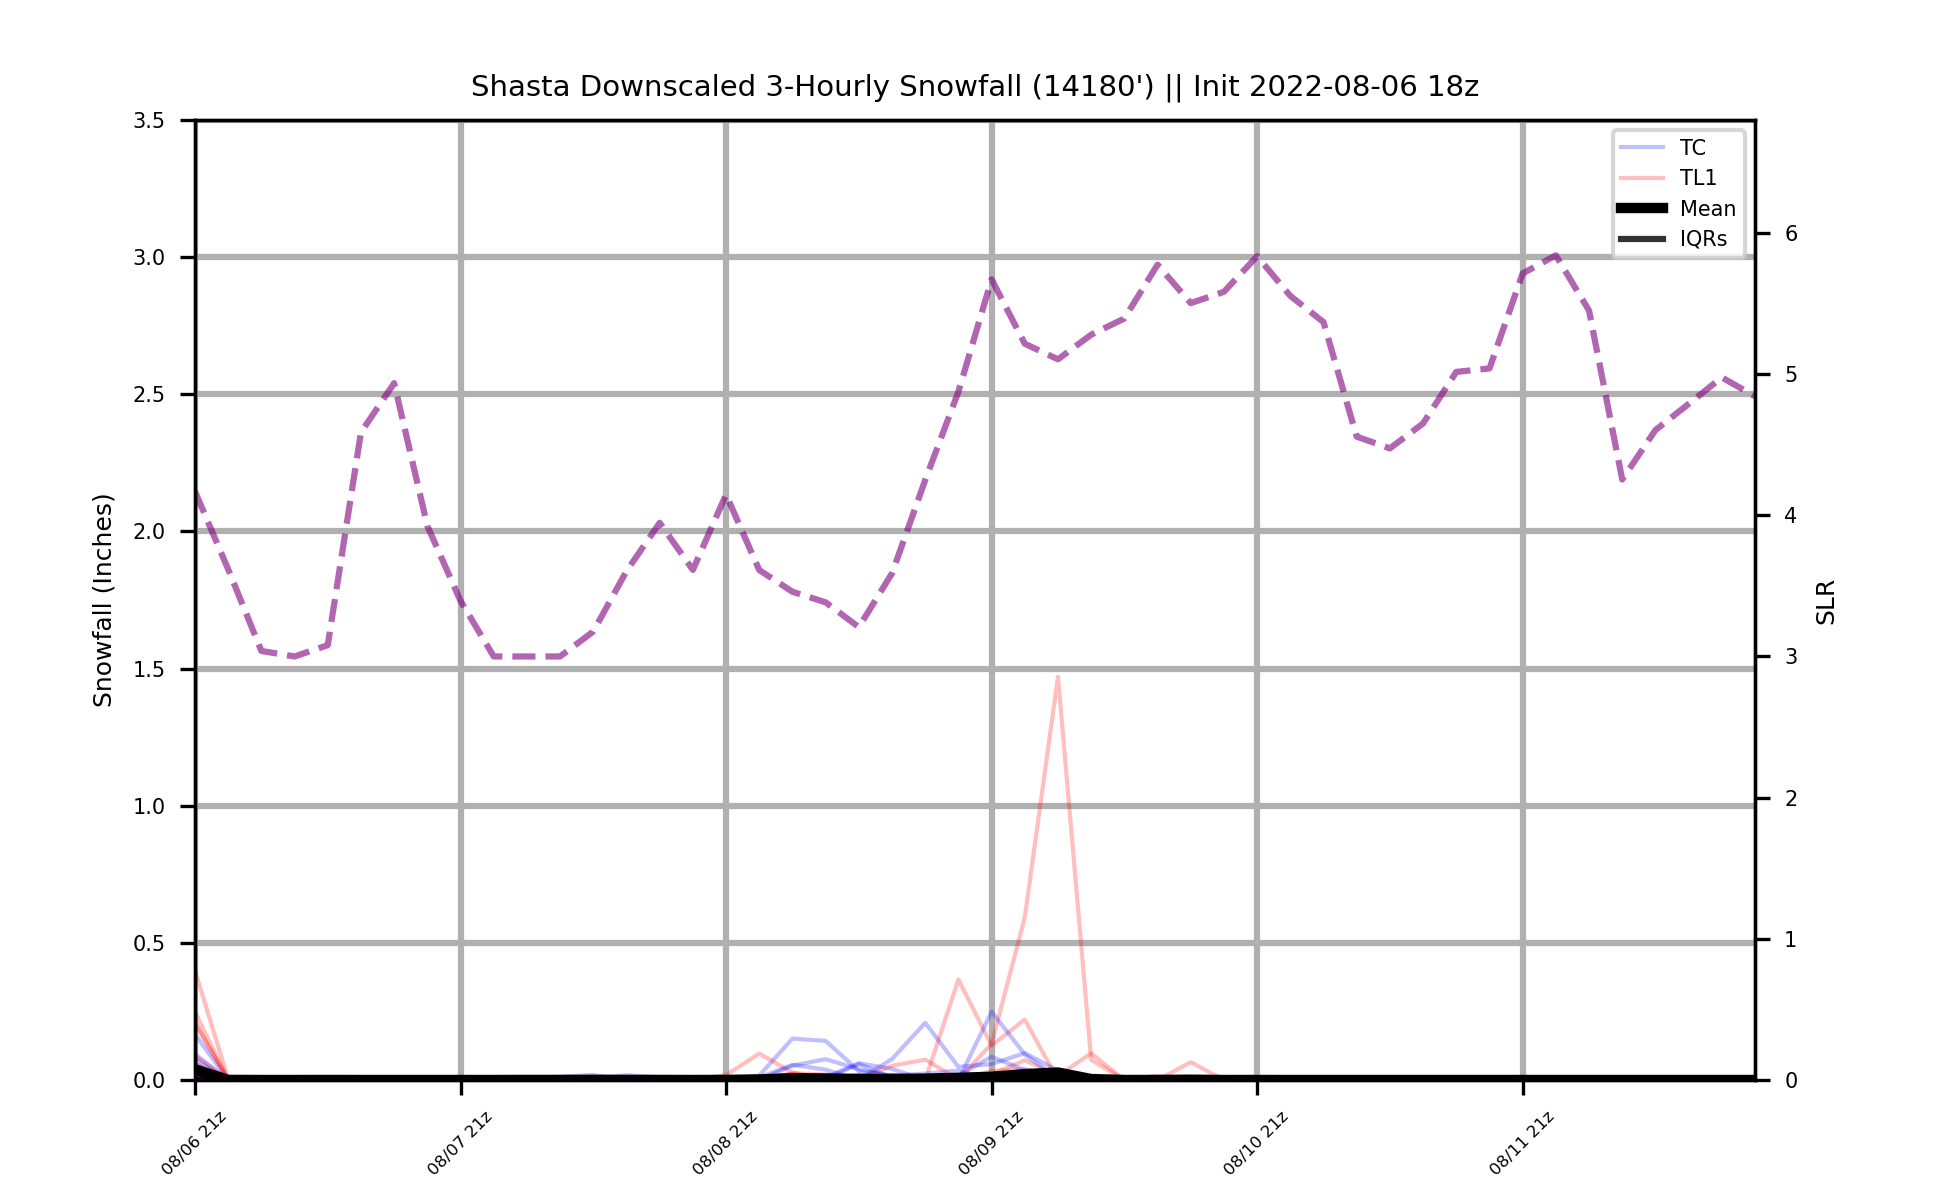 Shasta Downscaled 3-Hourly Snowfall (14180') || Init 2022-08-06 18z
3.5
3.0
2.5
2.0
1.5
1.0
0.5
0.0
Snowfall (Inches)
TC
TL1
Mean
IQRs
6
5
4
3
2
1
0
SLR
08/06 21z
08/07 21z
08/08 21z
08/09 21z
08/10 21z
08/11 21z